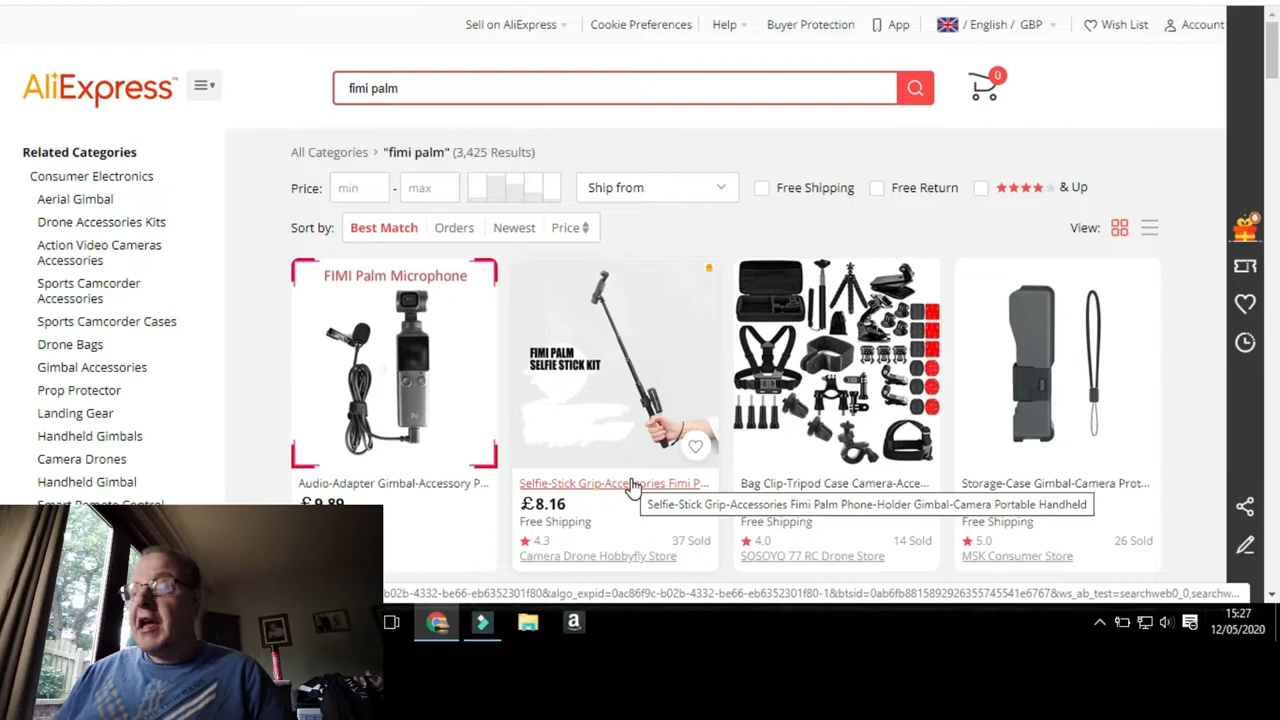 Sell on AliExpress
Cookie Preferences
Help
Buyer Protection
App
/ English / GBP
Wish List
Account
AliExpress™
fimi palm
0
Related Categories
Consumer Electronics
Aerial Gimbal
Drone Accessories Kits
Action Video Cameras
Accessories
Sports Camcorder
Accessories
Sports Camcorder Cases
Drone Bags
Gimbal Accessories
Prop Protector
Landing Gear
Handheld Gimbals
Camera Drones
Handheld Gimbal
All Categories > "fimi palm" (3,425 Results)
Price: min - max
Ship from
Free Shipping
Free Return
& Up
Sort by: Best Match Orders Newest Price
View:
FIMI Palm Microphone
Audio-Adapter Gimbal-Accessory P...
£9.89
FIMI PALM
SELFIE STICK KIT
Selfie-Stick Grip-Accessories Fimi P...
£8.16
Free Shipping
4.3 37 Sold
Camera Drone Hobbyfly Store
Bag Clip-Tripod Case Camera-Acce...
Selfie-Stick Grip-Accessories Fimi Palm Phone-Holder Gimbal-Camera Portable Handheld
Free Shipping
4.0 14 Sold
SOSOYO 77 RC Drone Store
Storage-Case Gimbal-Camera Prot...
Free Shipping
5.0 26 Sold
MSK Consumer Store
15:27
12/05/2020